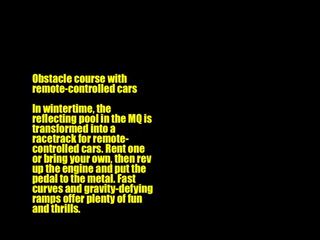 Obstacle course with
remote-controlled cars
In wintertime, the
reflecting pool in the MQ is
transformed into a
racetrack for remote-
controlled cars. Rent one
or bring your own, then rev
up the engine and put the
pedal to the metal. Fast
curves and gravity-defying
ramps offer plenty of fun
and thrills.